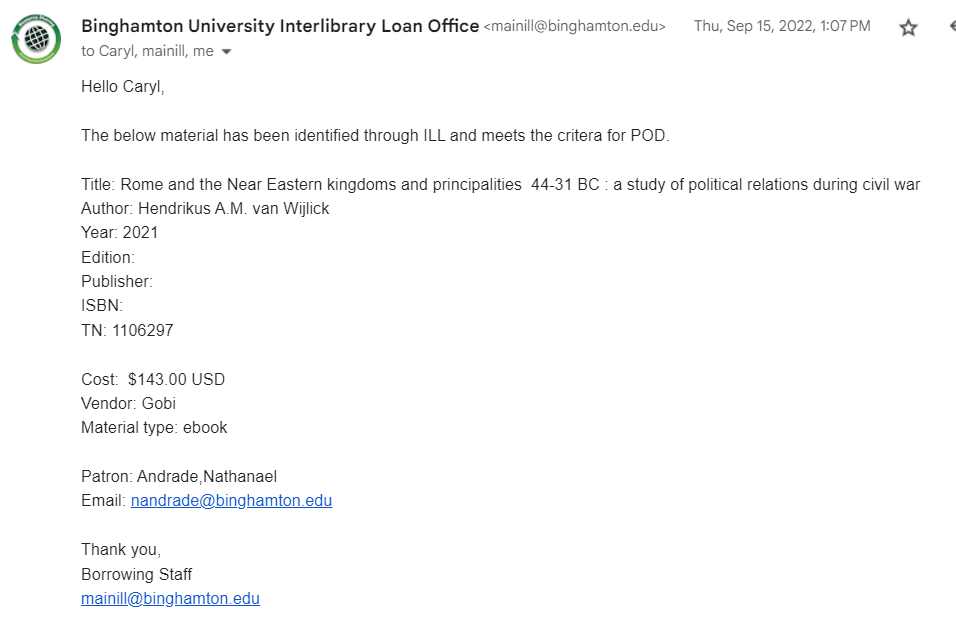 Binghamton University Interlibrary Loan Office <mainill@binghamton.edu> Thu, Sep 15, 2022, 1:07 PM
to Caryl, mainill, me
Hello Caryl,
The below material has been identified through ILL and meets the critera for POD.
Title: Rome and the Near Eastern kingdoms and principalities  44-31 BC : a study of political relations during civil war
Author: Hendrikus A.M. van Wijlick
Year: 2021
Edition:
Publisher:
ISBN:
TN: 1106297
Cost:  $143.00 USD
Vendor: Gobi
Material type: ebook
Patron: Andrade,Nathanael
Email: nandrade@binghamton.edu
Thank you,
Borrowing Staff
mainill@binghamton.edu